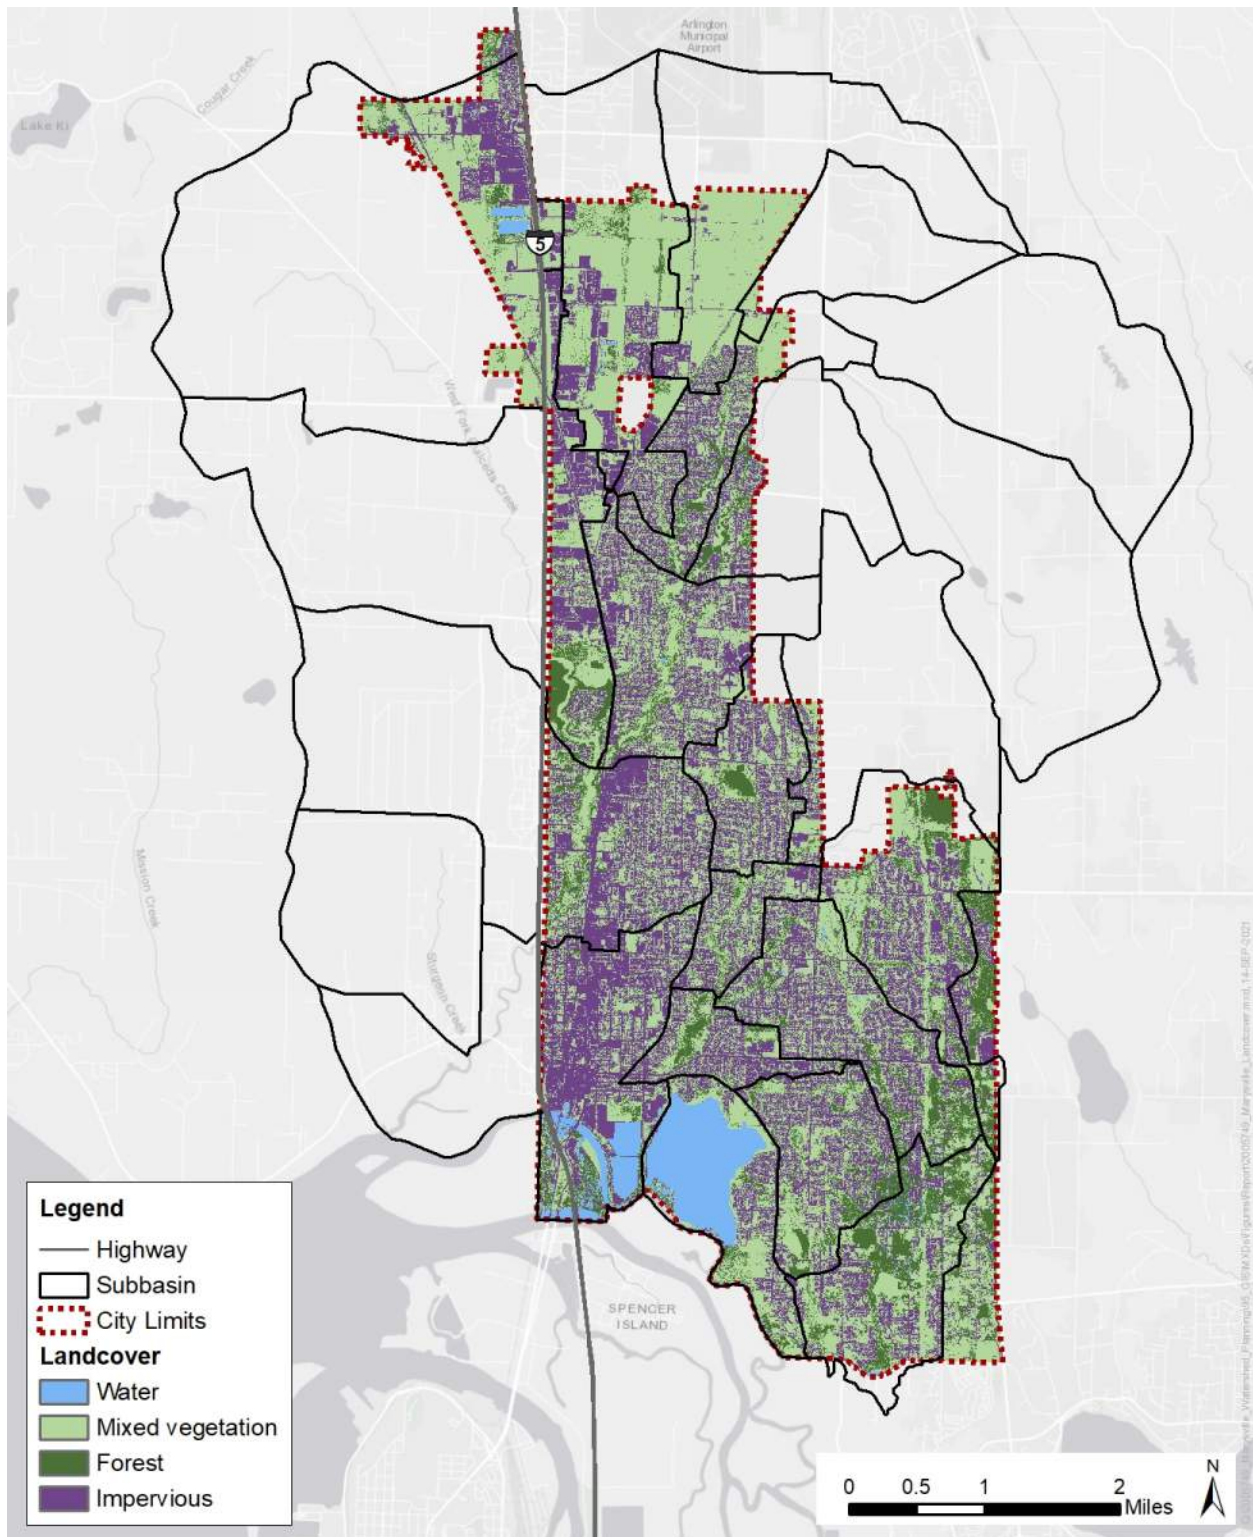 Arlington
Municipal
Airport
Cougar Creek
Lake Ki
5
West Fork Quilceda Creek
Mission Creek
Sturgeon Creek
SPENCER
ISLAND
Legend
Highway
Subbasin
City Limits
Landcover
Water
Mixed vegetation
Forest
Impervious
0 0.5 1 2
Miles
N